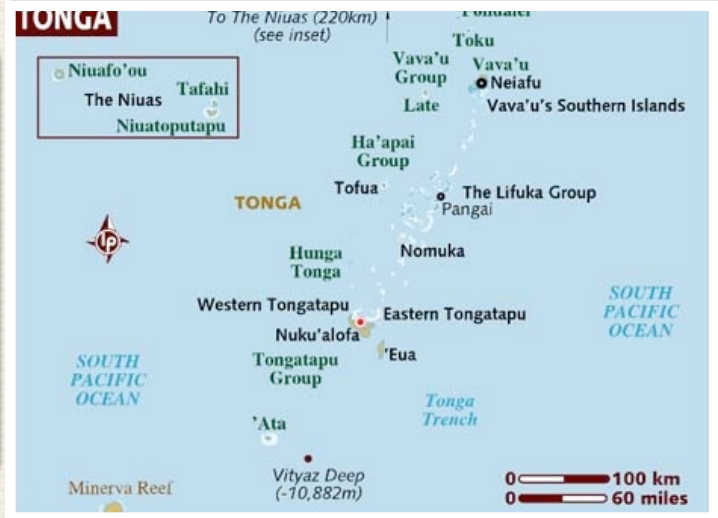 TONGA
To The Niuas (220km)
(see inset)
Toku
Vava'u
Group
Vava'u
Neiafu
Niuafo'ou
Tafahi
The Niuas
Niuatoputapu
Late
Vava'u's Southern Islands
Ha'apai
Group
Tofua
The Lifuka Group
Pangai
TONGA
lp
Nomuka
Hunga
Tonga
Western Tongatapu
Eastern Tongatapu
Nuku'alofa
'Eua
SOUTH
PACIFIC
OCEAN
SOUTH
PACIFIC
OCEAN
Tongatapu
Group
Tonga
Trench
'Ata
Vityaz Deep
(-10,882m)
Minerva Reef
0 100 km
0 60 miles